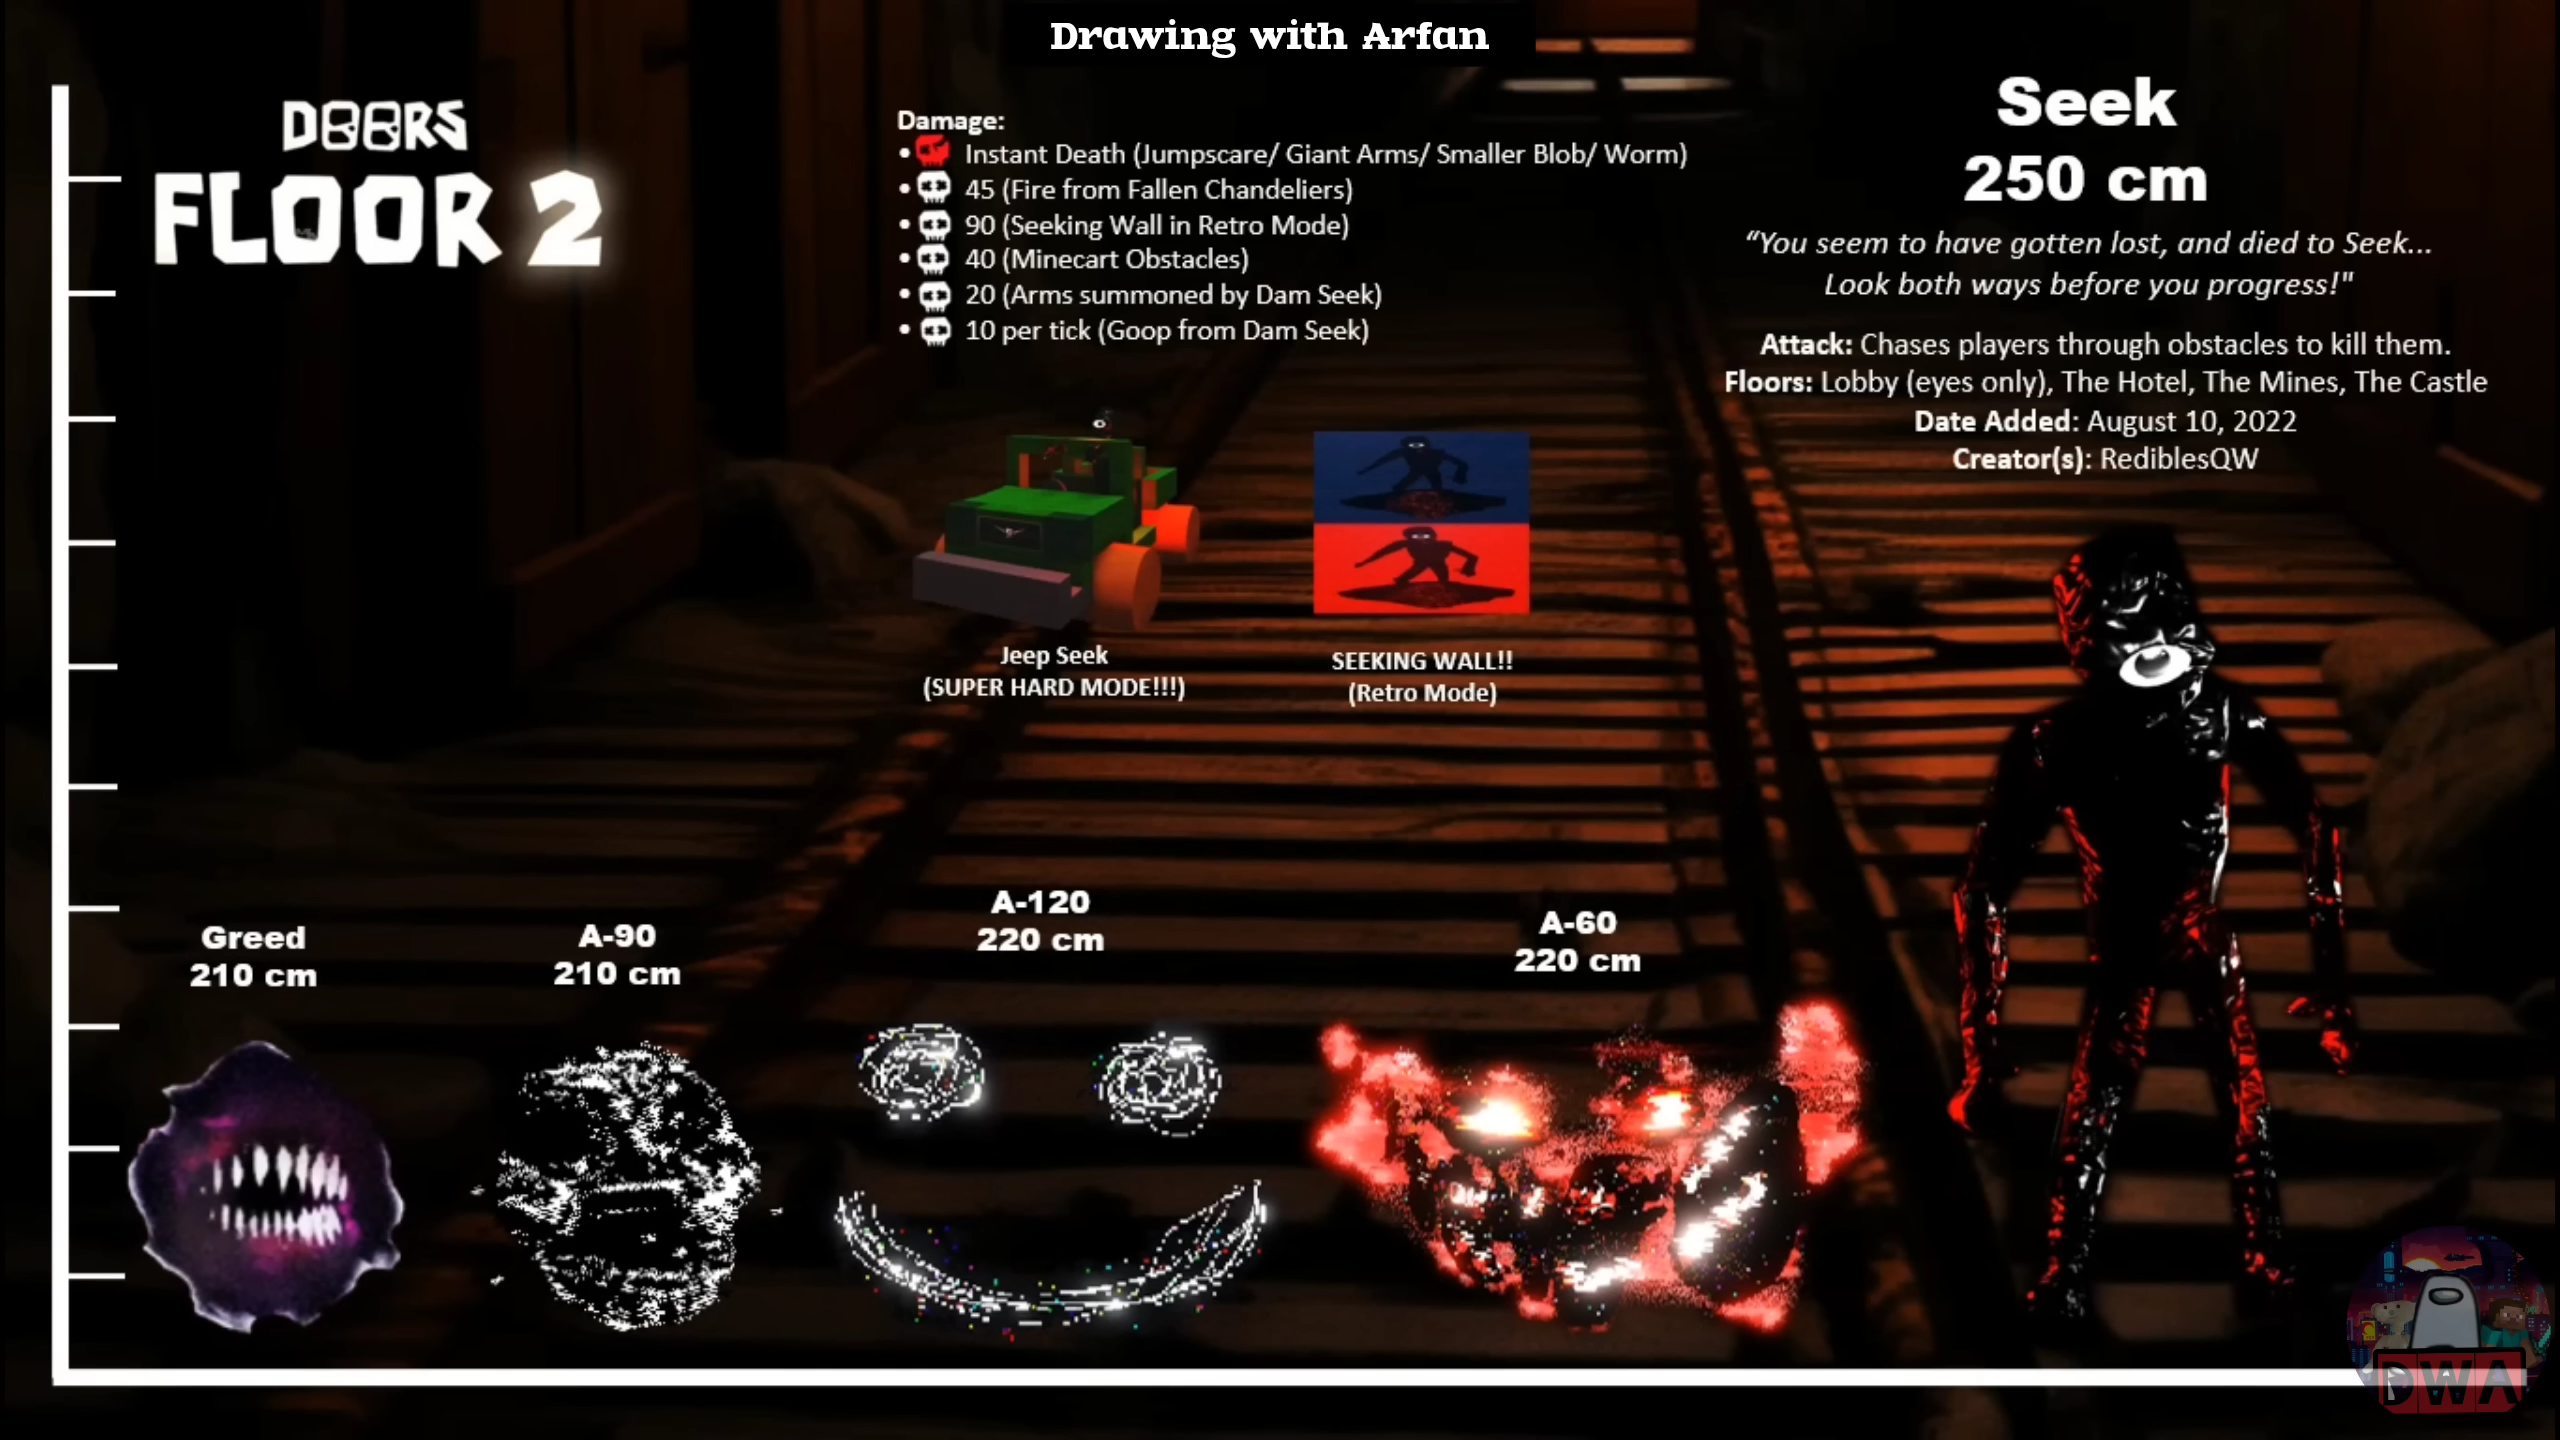 Drawing with Arfan
DOORS
FLOOR 2
Damage:
• Instant Death (Jumpscare/ Giant Arms/ Smaller Blob/ Worm)
• 45 (Fire from Fallen Chandeliers)
• 90 (Seeking Wall in Retro Mode)
• 40 (Minecart Obstacles)
• 20 (Arms summoned by Dam Seek)
• 10 per tick (Goop from Dam Seek)
Seek
250 cm
“You seem to have gotten lost, and died to Seek...
Look both ways before you progress!"
Attack: Chases players through obstacles to kill them.
Floors: Lobby (eyes only), The Hotel, The Mines, The Castle
Date Added: August 10, 2022
Creator(s): RediblesQW
Jeep Seek
(SUPER HARD MODE!!!)
SEEKING WALL!!
(Retro Mode)
Greed
210 cm
A-90
210 cm
A-120
220 cm
A-60
220 cm
DWA